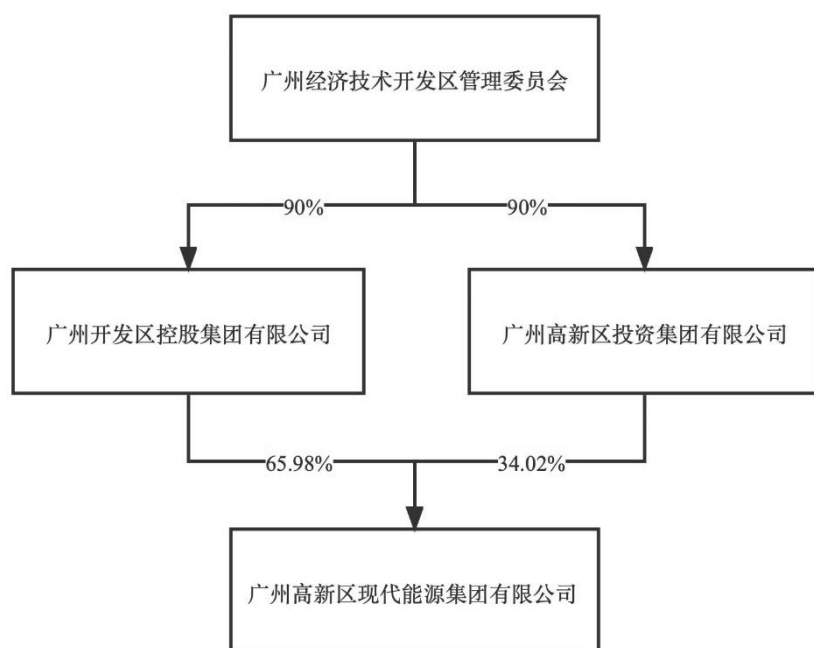 广州经济技术开发区管理委员会
90%
90%
广州开发区控股集团有限公司
广州高新区投资集团有限公司
65.98%
34.02%
广州高新区现代能源集团有限公司